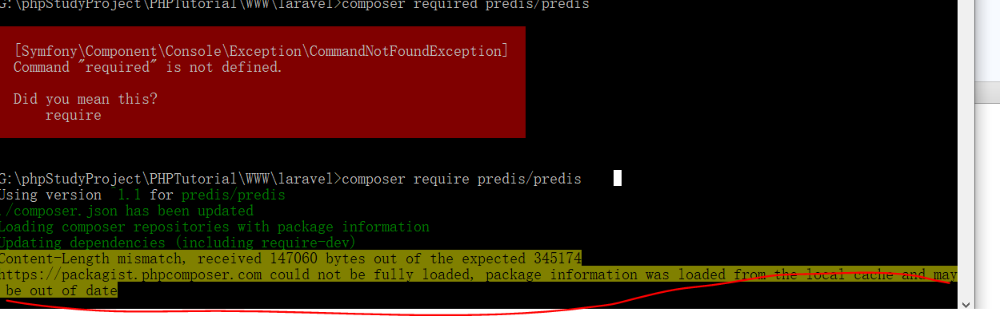 G:\phpStudyProject\PHPTutorial\WWW\laravel>composer required predis/predis
[Symfony\Component\Console\Exception\CommandNotFoundException]
Command "required" is not defined.
Did you mean this?
require
G:\phpStudyProject\PHPTutorial\WWW\laravel>composer require predis/predis
Using version ^1.1 for predis/predis
./composer.json has been updated
Loading composer repositories with package information
Updating dependencies (including require-dev)
Content-Length mismatch, received 147060 bytes out of the expected 345174
https://packagist.phpcomposer.com could not be fully loaded, package information was loaded from the local cache and may
be out of date